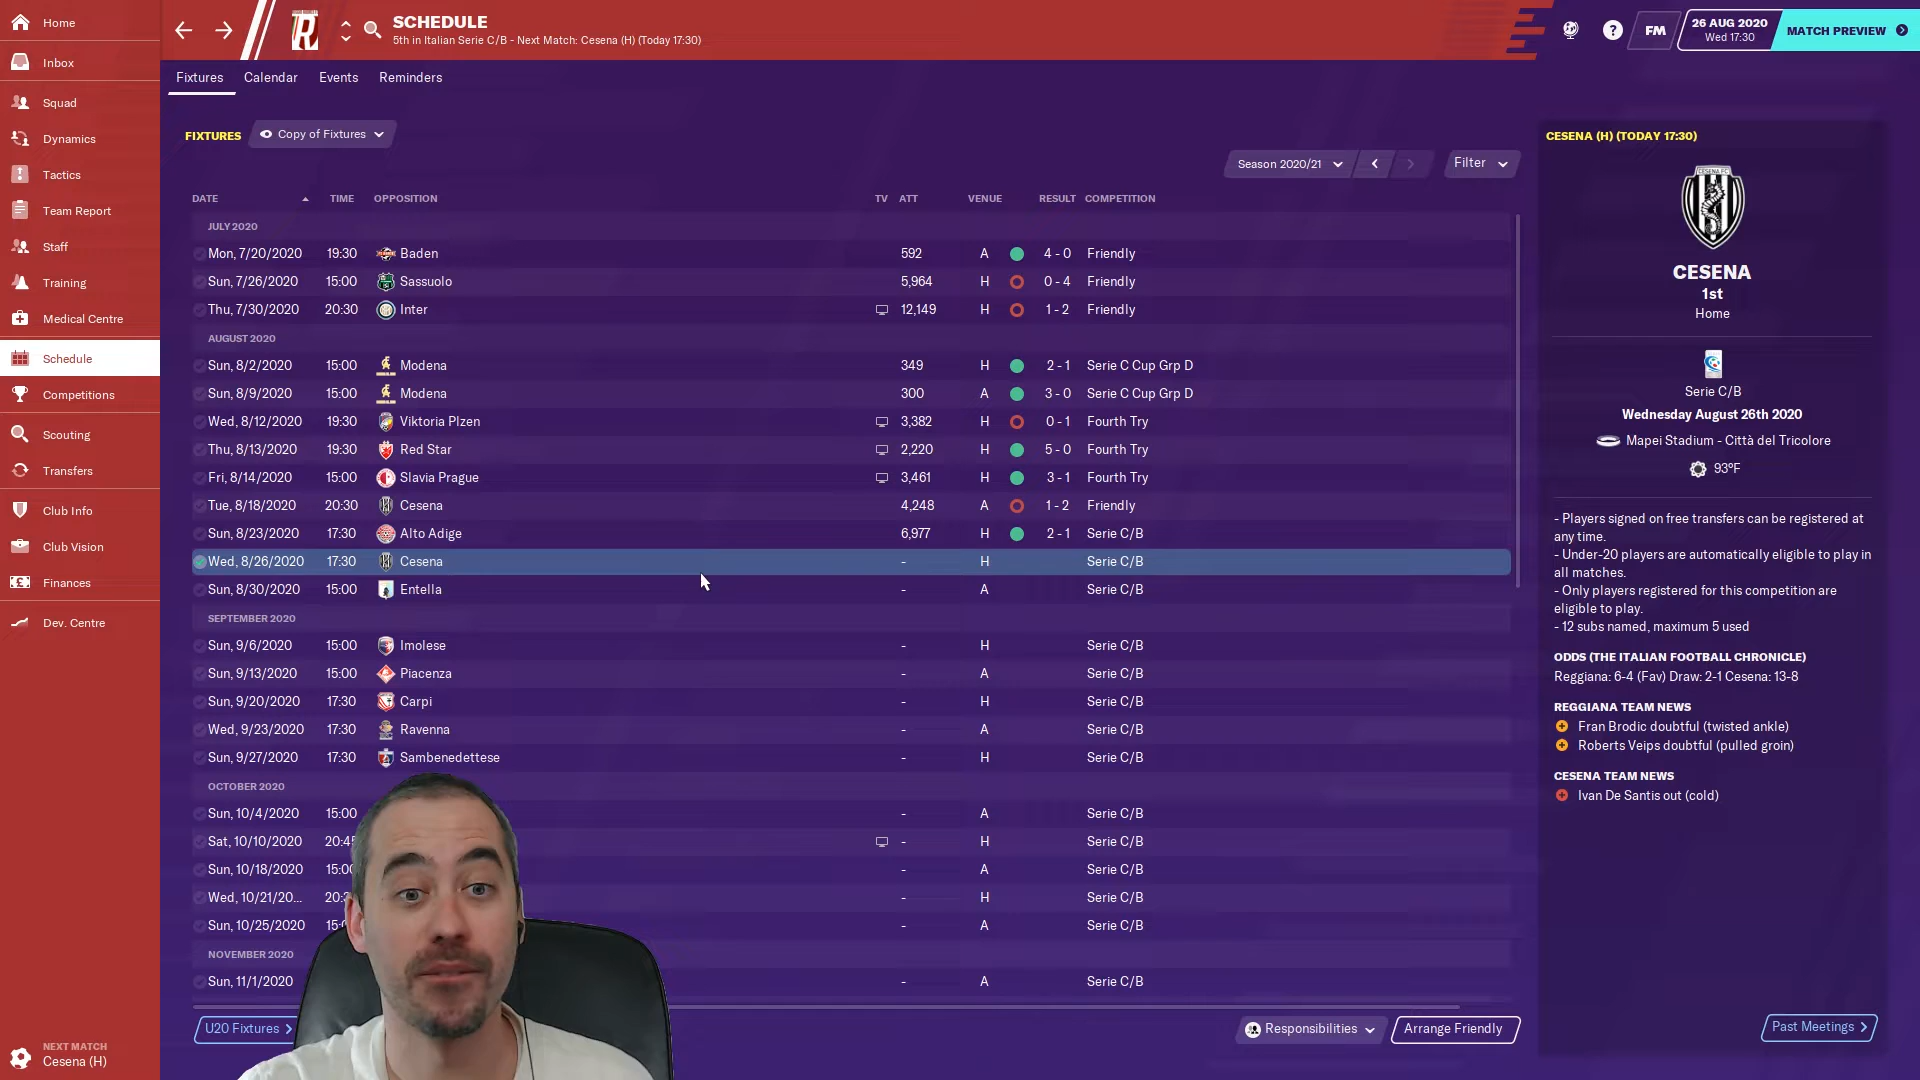 Home
Inbox
Squad
Dynamics
Tactics
Team Report
Staff
Training
Medical Centre
Schedule
Competitions
Scouting
Transfers
Club Info
Club Vision
Finances
Dev. Centre
NEXT MATCH
Cesena (H)
SCHEDULE
5th in Italian Serie C/B - Next Match: Cesena (H) (Today 17:30)
FM
26 AUG 2020
Wed 17:30
MATCH PREVIEW
Fixtures Calendar Events Reminders
FIXTURES Copy of Fixtures
Season 2020/21 Filter
DATE TIME OPPOSITION TV ATT VENUE RESULT COMPETITION
JULY 2020
Mon, 7/20/2020 19:30 Baden 592 A 4 - 0 Friendly
Sun, 7/26/2020 15:00 Sassuolo 5,964 H 0 - 4 Friendly
Thu, 7/30/2020 20:30 Inter 12,149 H 1 - 2 Friendly
AUGUST 2020
Sun, 8/2/2020 15:00 Modena 349 H 2 - 1 Serie C Cup Grp D
Sun, 8/9/2020 15:00 Modena 300 A 3 - 0 Serie C Cup Grp D
Wed, 8/12/2020 19:30 Viktoria Plzen 3,382 H 0 - 1 Fourth Try
Thu, 8/13/2020 19:30 Red Star 2,220 H 5 - 0 Fourth Try
Fri, 8/14/2020 15:00 Slavia Prague 3,461 H 3 - 1 Fourth Try
Tue, 8/18/2020 20:30 Cesena 4,248 A 1 - 2 Friendly
Sun, 8/23/2020 17:30 Alto Adige 6,977 H 2 - 1 Serie C/B
Wed, 8/26/2020 17:30 Cesena - H Serie C/B
Sun, 8/30/2020 15:00 Entella - A Serie C/B
SEPTEMBER 2020
Sun, 9/6/2020 15:00 Imolese - H Serie C/B
Sun, 9/13/2020 15:00 Piacenza - A Serie C/B
Sun, 9/20/2020 17:30 Carpi - H Serie C/B
Wed, 9/23/2020 17:30 Ravenna - A Serie C/B
Sun, 9/27/2020 17:30 Sambenedettese - H Serie C/B
OCTOBER 2020
Sun, 10/4/2020 15:00 - A Serie C/B
Sat, 10/10/2020 20:45 - H Serie C/B
Sun, 10/18/2020 15:00 - A Serie C/B
Wed, 10/21/20... - H Serie C/B
Sun, 10/25/2020 - A Serie C/B
NOVEMBER 2020
Sun, 11/1/2020 - A Serie C/B
U20 Fixtures Responsibilities Arrange Friendly
CESENA (H) (TODAY 17:30)
CESENA FC
CESENA
1st
Home
Serie C/B
Wednesday August 26th 2020
Mapei Stadium - Città del Tricolore
93°F
- Players signed on free transfers can be registered at
any time.
- Under-20 players are automatically eligible to play in
all matches.
- Only players registered for this competition are
eligible to play.
- 12 subs named, maximum 5 used
ODDS (THE ITALIAN FOOTBALL CHRONICLE)
Reggiana: 6-4 (Fav) Draw: 2-1 Cesena: 13-8
REGGIANA TEAM NEWS
Fran Brodic doubtful (twisted ankle)
Roberts Veips doubtful (pulled groin)
CESENA TEAM NEWS
Ivan De Santis out (cold)
Past Meetings